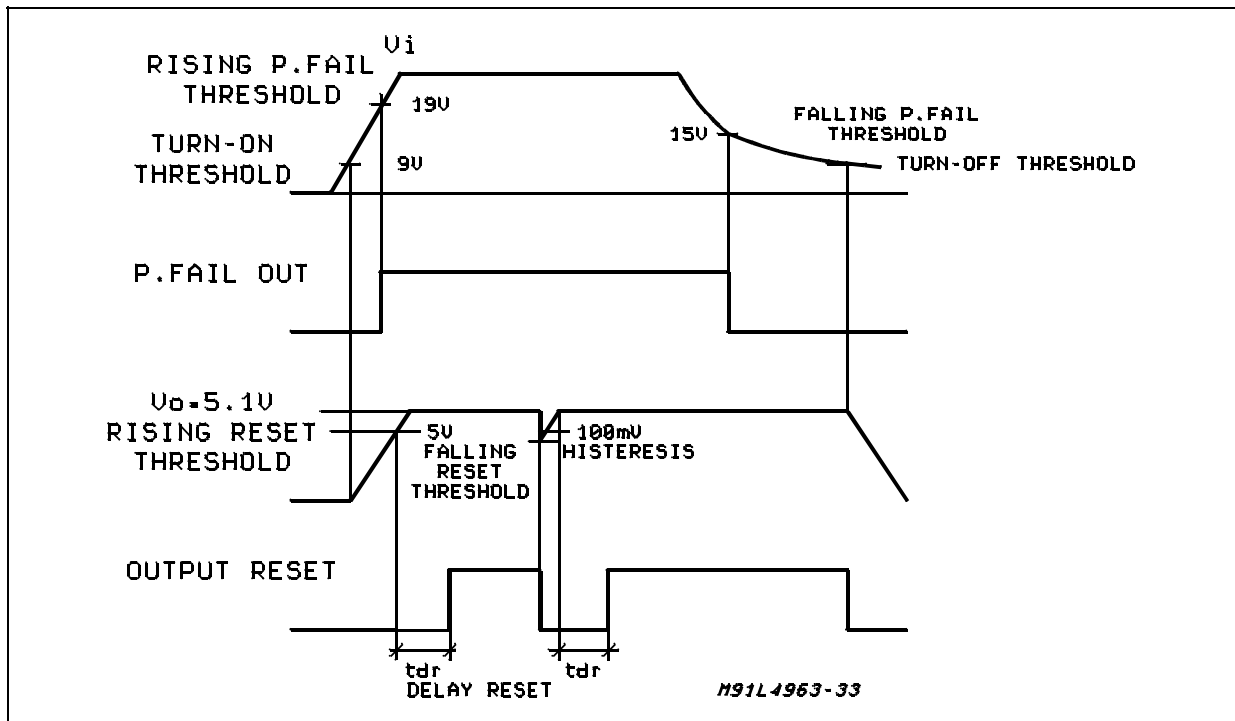 Vi
RISING P.FAIL
THRESHOLD
19V
TURN-ON
THRESHOLD
9V
15V
FALLING P.FAIL
THRESHOLD
TURN-OFF THRESHOLD
P.FAIL OUT
Vo=5.1V
RISING RESET
THRESHOLD
5V
FALLING
RESET
THRESHOLD
100mV
HISTERESIS
OUTPUT RESET
tdr
tdr
DELAY RESET
M91L4963-33